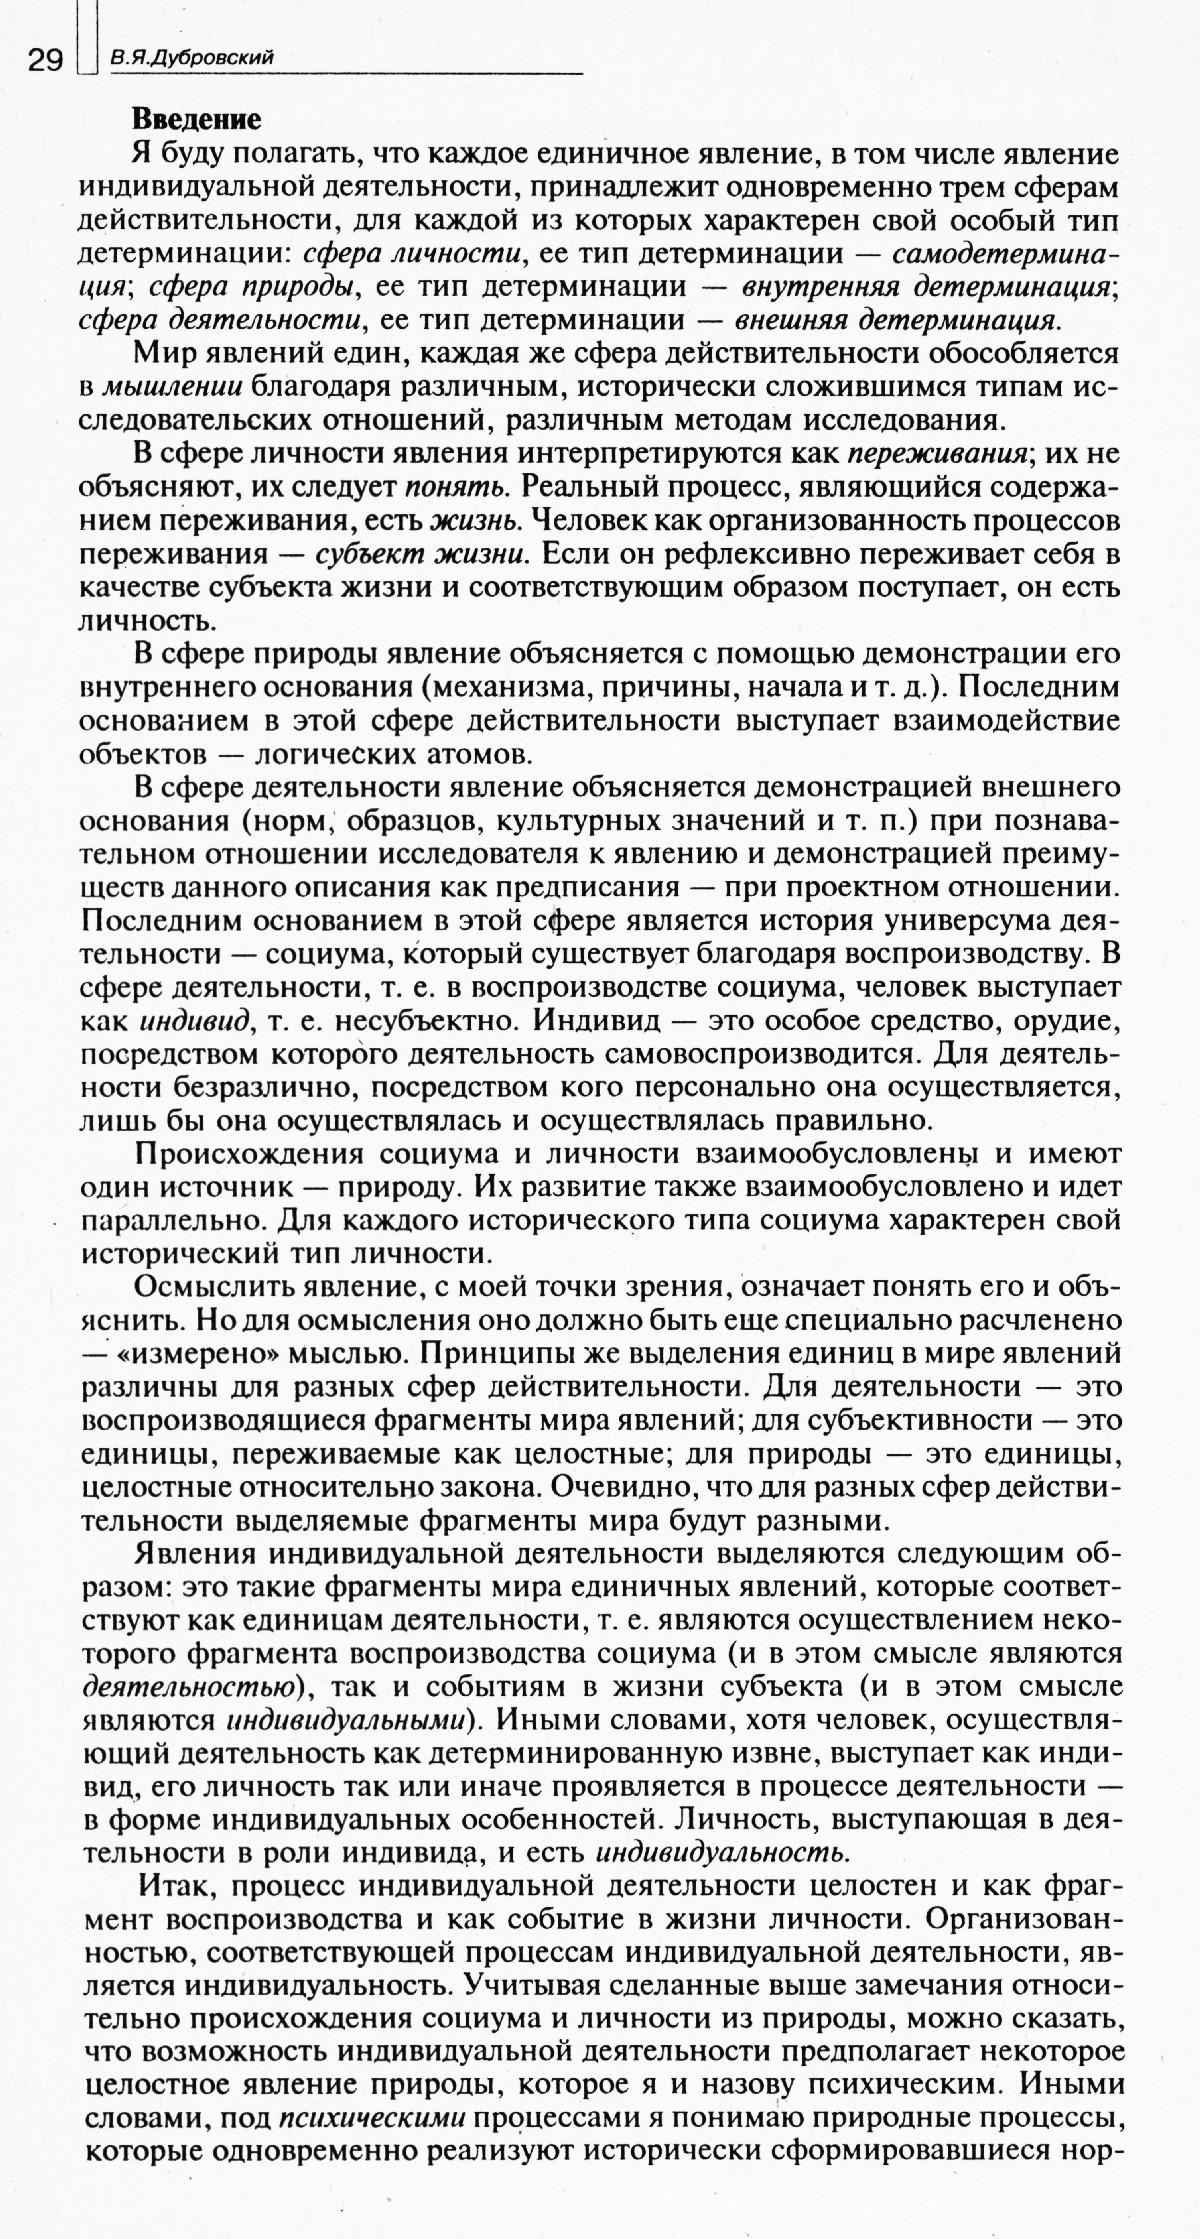 29
В.Я.Дубровский
Введение
Я буду полагать, что каждое единичное явление, в том числе явление
индивидуальной деятельности, принадлежит одновременно трем сферам
действительности, для каждой из которых характерен свой особый тип
детерминации: сфера личности, ее тип детерминации — самодетермина-
ция; сфера природы, ее тип детерминации — внутренняя детерминация;
сфера деятельности, ее тип детерминации — внешняя детерминация.
Мир явлений един, каждая же сфера действительности обособляется
в мышлении благодаря различным, исторически сложившимся типам ис-
следовательских отношений, различным методам исследования.
В сфере личности явления интерпретируются как переживания; их не
объясняют, их следует понять. Реальный процесс, являющийся содержа-
нием переживания, есть жизнь. Человек как организованность процессов
переживания — субъект жизни. Если он рефлексивно переживает себя в
качестве субъекта жизни и соответствующим образом поступает, он есть
личность.
В сфере природы явление объясняется с помощью демонстрации его
внутреннего основания (механизма, причины, начала и т. д.). Последним
основанием в этой сфере действительности выступает взаимодействие
объектов — логических атомов.
В сфере деятельности явление объясняется демонстрацией внешнего
основания (норм, образцов, культурных значений и т. п.) при познава-
тельном отношении исследователя к явлению и демонстрацией преиму-
ществ данного описания как предписания — при проектном отношении.
Последним основанием в этой сфере является история универсума дея-
тельности — социума, который существует благодаря воспроизводству. В
сфере деятельности, т. е. в воспроизводстве социума, человек выступает
как индивид, т. е. несубъектно. Индивид — это особое средство, орудие,
посредством которого деятельность самовоспроизводится. Для деятель-
ности безразлично, посредством кого персонально она осуществляется,
лишь бы она осуществлялась и осуществлялась правильно.
Происхождения социума и личности взаимообусловлены и имеют
один источник — природу. Их развитие также взаимообусловлено и идет
параллельно. Для каждого исторического типа социума характерен свой
исторический тип личности.
Осмыслить явление, с моей точки зрения, означает понять его и объ-
яснить. Но для осмысления оно должно быть еще специально расчленено
— «измерено» мыслью. Принципы же выделения единиц в мире явлений
различны для разных сфер действительности. Для деятельности — это
воспроизводящиеся фрагменты мира явлений; для субъективности — это
единицы, переживаемые как целостные; для природы — это единицы,
целостные относительно закона. Очевидно, что для разных сфер действи-
тельности выделяемые фрагменты мира будут разными.
Явления индивидуальной деятельности выделяются следующим об-
разом: это такие фрагменты мира единичных явлений, которые соответ-
ствуют как единицам деятельности, т. е. являются осуществлением неко-
торого фрагмента воспроизводства социума (и в этом смысле являются
деятельностью), так и событиям в жизни субъекта (и в этом смысле
являются индивидуальными). Иными словами, хотя человек, осуществля-
ющий деятельность как детерминированную извне, выступает как инди-
вид, его личность так или иначе проявляется в процессе деятельности —
в форме индивидуальных особенностей. Личность, выступающая в дея-
тельности в роли индивида, и есть индивидуальность.
Итак, процесс индивидуальной деятельности целостен и как фраг-
мент воспроизводства и как событие в жизни личности. Организован-
ностью, соответствующей процессам индивидуальной деятельности, яв-
ляется индивидуальность. Учитывая сделанные выше замечания относи-
тельно происхождения социума и личности из природы, можно сказать,
что возможность индивидуальной деятельности предполагает некоторое
целостное явление природы, которое я и назову психическим. Иными
словами, под психическими процессами я понимаю природные процессы,
которые одновременно реализуют исторически сформировавшиеся нор-